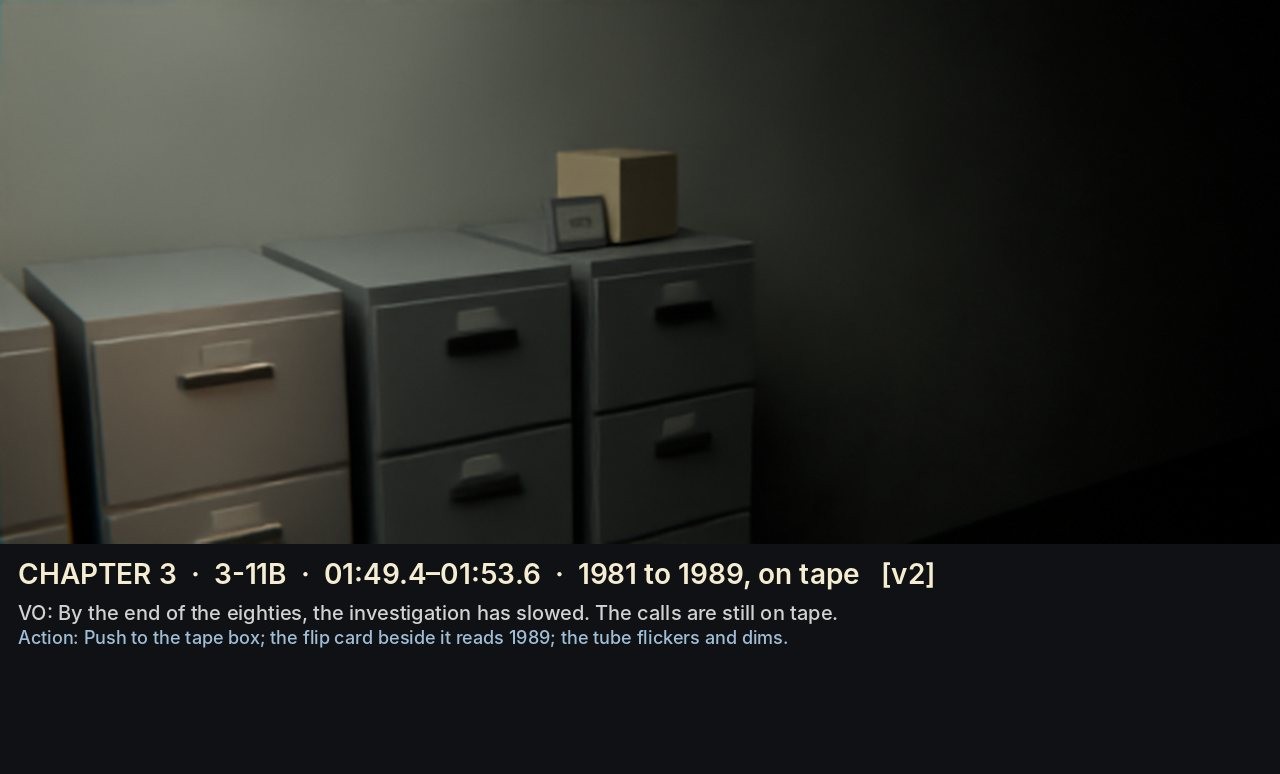 CHAPTER 3 · 3-11B · 01:49.4–01:53.6 · 1981 to 1989, on tape [v2]
VO: By the end of the eighties, the investigation has slowed. The calls are still on tape.
Action: Push to the tape box; the flip card beside it reads 1989; the tube flickers and dims.